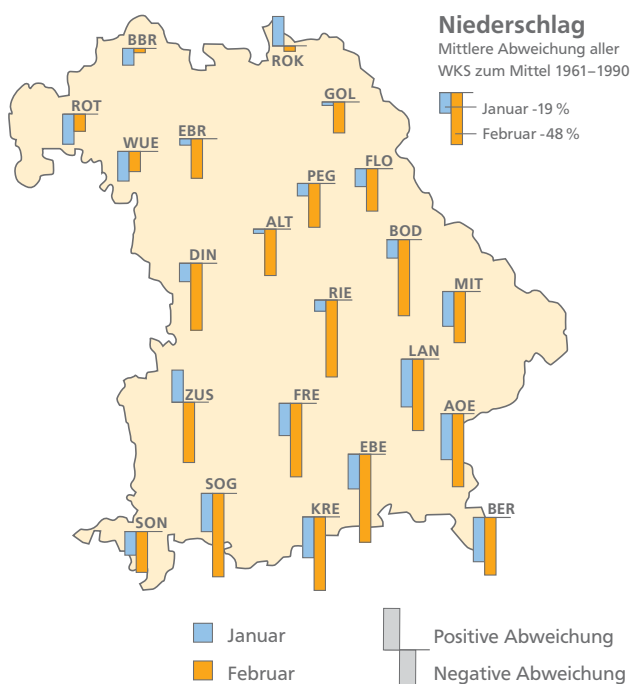 Niederschlag
Mittlere Abweichung aller
WKS zum Mittel 1961–1990
Januar -19 %
Februar -48 %
BBR
ROK
ROT
GOL
WUE
EBR
PEG
FLO
ALT
BOD
DIN
RIE
MIT
LAN
ZUS
FRE
AOE
EBE
SOG
KRE
BER
SON
Januar
Februar
Positive Abweichung
Negative Abweichung